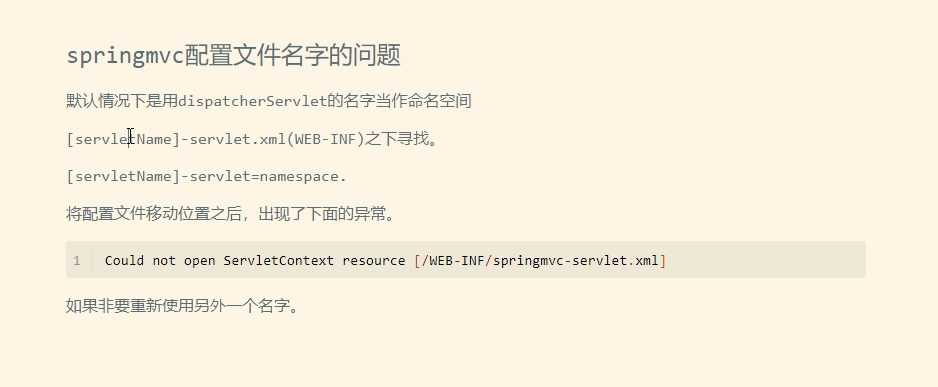 springmvc配置文件名字的问题
默认情况下是用dispatcherServlet的名字当作命名空间
[servletName]-servlet.xml(WEB-INF)之下寻找。
[servletName]-servlet=namespace.
将配置文件移动位置之后，出现了下面的异常。
1 Could not open ServletContext resource [/WEB-INF/springmvc-servlet.xml]
如果非要重新使用另外一个名字。